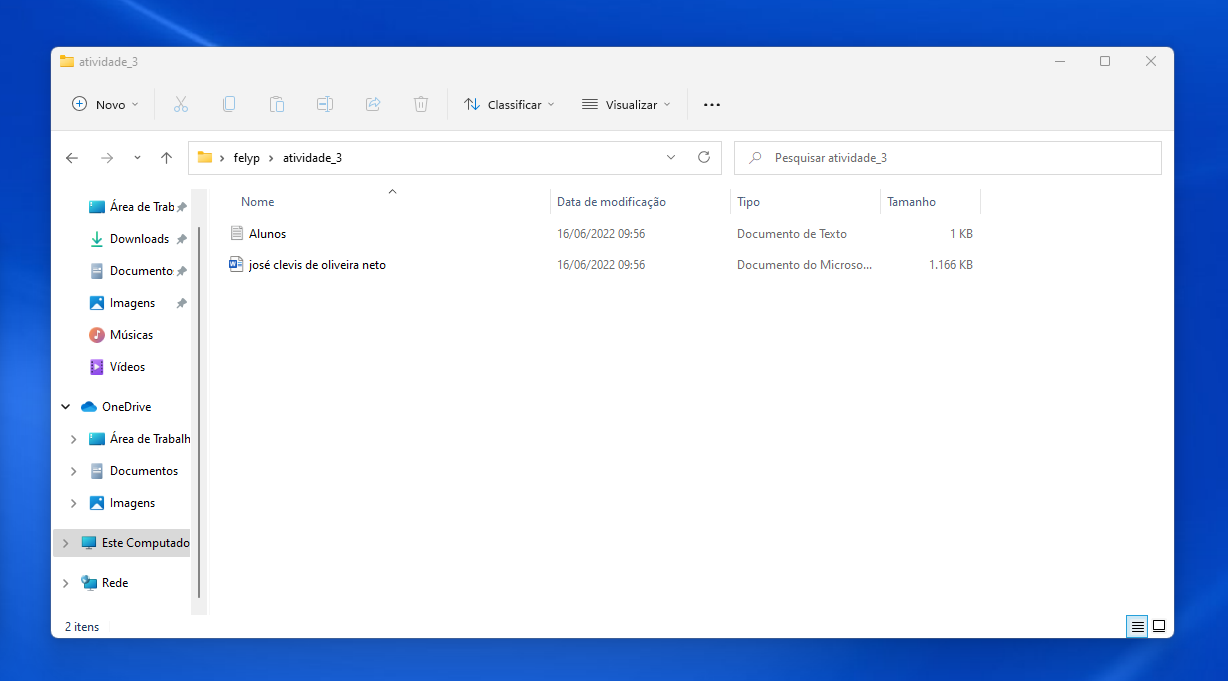 atividade_3
Novo
Classificar
Visualizar
felyp > atividade_3
Pesquisar atividade_3
Área de Trab
Downloads
Documento
Imagens
Músicas
Vídeos
OneDrive
Área de Trabalh
Documentos
Imagens
Este Computado
Rede
Nome Data de modificação Tipo Tamanho
Alunos 16/06/2022 09:56 Documento de Texto 1 KB
josé clevis de oliveira neto 16/06/2022 09:56 Documento do Microso... 1.166 KB
2 itens